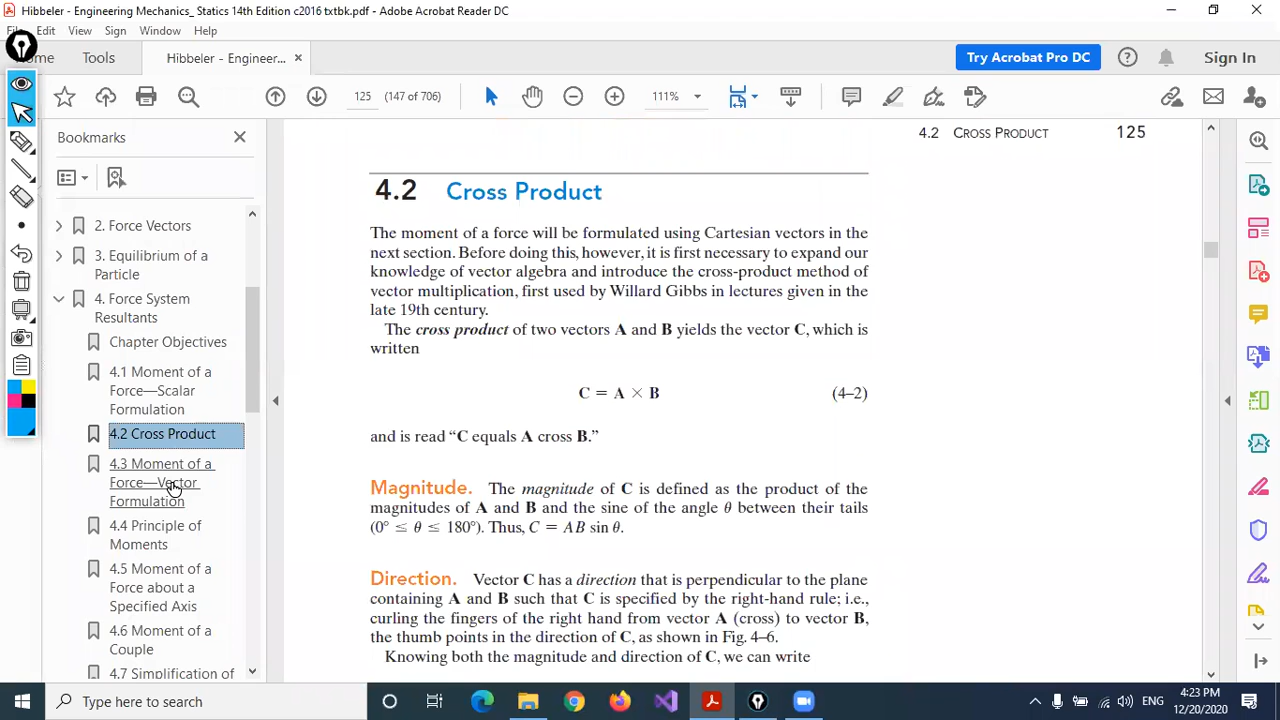 Hibbeler - Engineering Mechanics_ Statics 14th Edition c2016 txtbk.pdf - Adobe Acrobat Reader DC
Edit View Sign Window Help
ome Tools Hibbeler - Engineer... Try Acrobat Pro DC Sign In
125 (147 of 706) 111%
Bookmarks
2. Force Vectors
3. Equilibrium of a
Particle
4. Force System
Resultants
Chapter Objectives
4.1 Moment of a
Force—Scalar
Formulation
4.2 Cross Product
4.3 Moment of a
Force—Vector
Formulation
4.4 Principle of
Moments
4.5 Moment of a
Force about a
Specified Axis
4.6 Moment of a
Couple
4.7 Simplification of
4.2 CROSS PRODUCT 125
4.2 Cross Product
The moment of a force will be formulated using Cartesian vectors in the
next section. Before doing this, however, it is first necessary to expand our
knowledge of vector algebra and introduce the cross-product method of
vector multiplication, first used by Willard Gibbs in lectures given in the
late 19th century.
The cross product of two vectors A and B yields the vector C, which is
written
C = A × B (4–2)
and is read “C equals A cross B.”
Magnitude. The magnitude of C is defined as the product of the
magnitudes of A and B and the sine of the angle θ between their tails
(0° ≤ θ ≤ 180°). Thus, C = AB sin θ.
Direction. Vector C has a direction that is perpendicular to the plane
containing A and B such that C is specified by the right-hand rule; i.e.,
curling the fingers of the right hand from vector A (cross) to vector B,
the thumb points in the direction of C, as shown in Fig. 4–6.
Knowing both the magnitude and direction of C, we can write
Type here to search
ENG
4:23 PM
12/20/2020